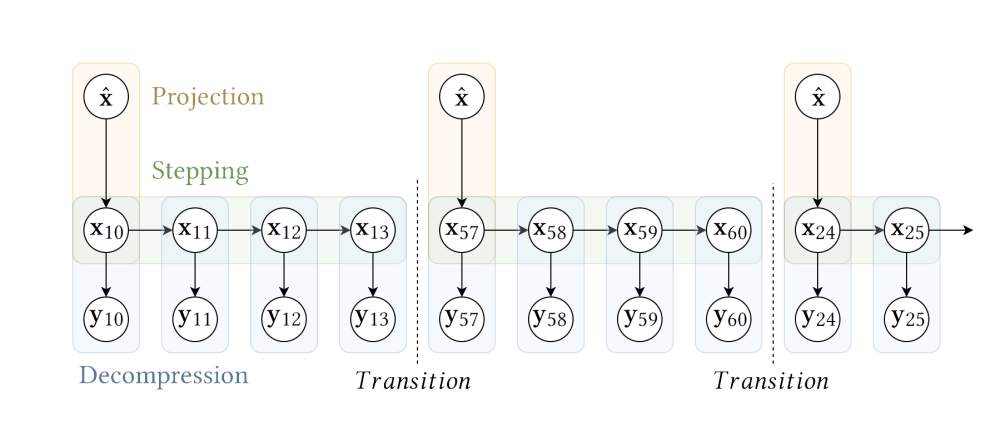 x̂ Projection x̂ x̂
Stepping
x10 x11 x12 x13 x57 x58 x59 x60 x24 x25
y10 y11 y12 y13 y57 y58 y59 y60 y24 y25
Decompression Transition Transition